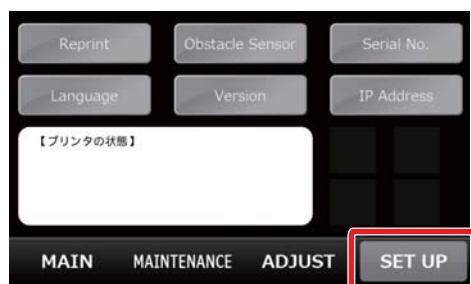 Reprint Obstacle Sensor Serial No.
Language Version IP Address
【プリンタの状態】
MAIN MAINTENANCE ADJUST SET UP